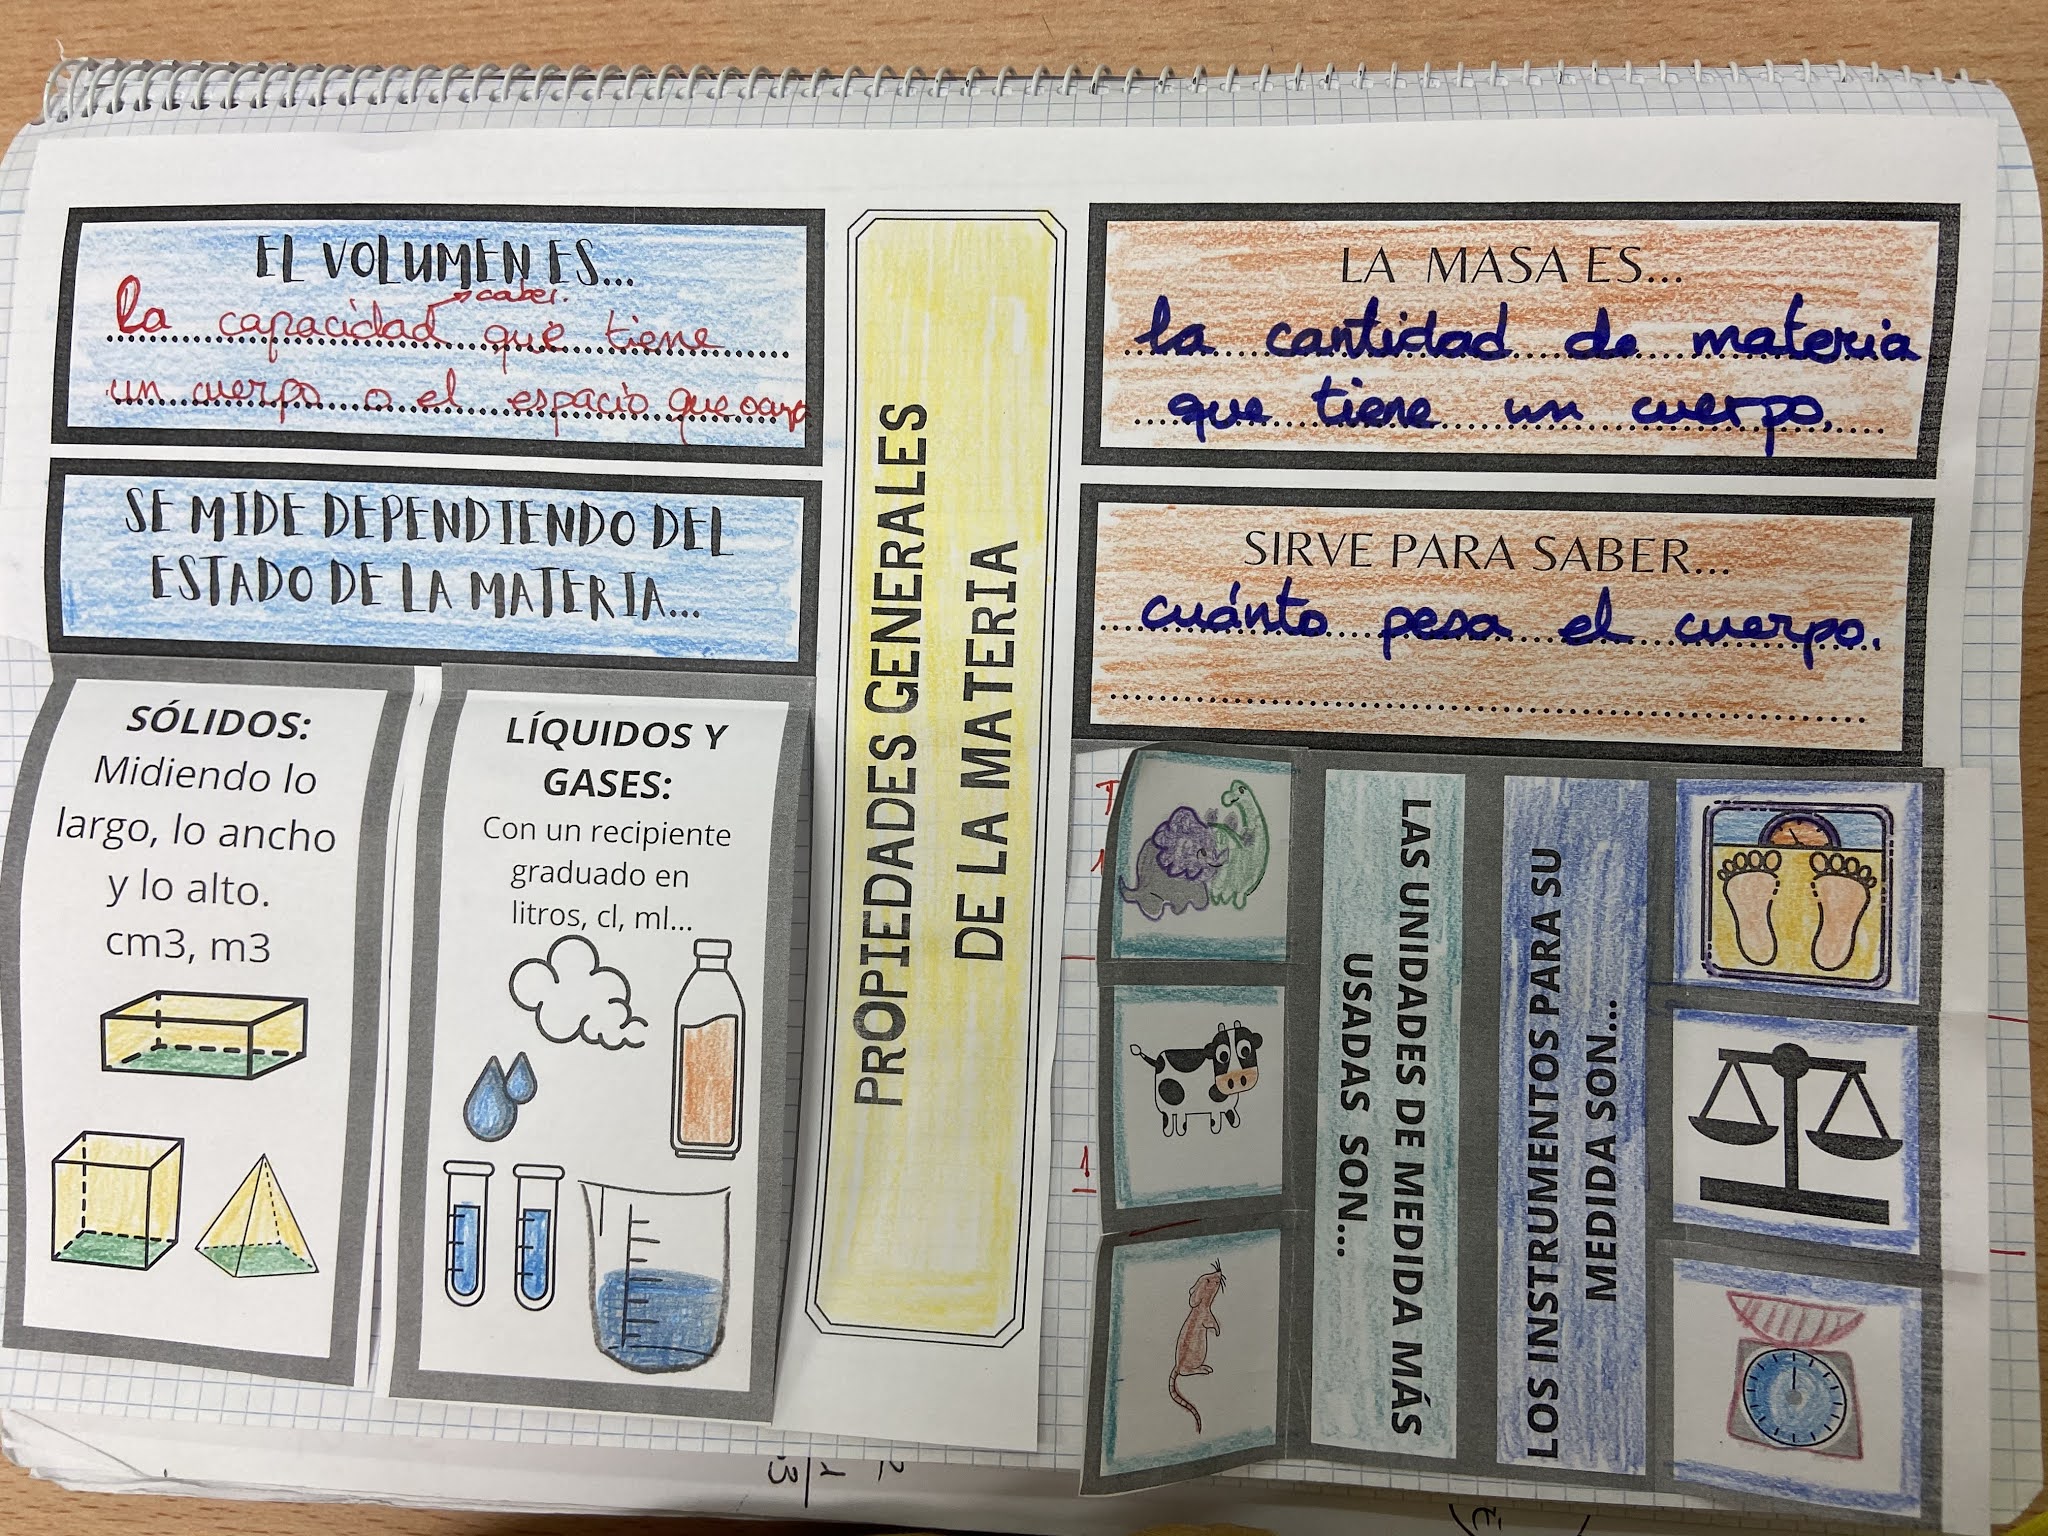 EL VOLUMEN ES...
caber.
La capacidad que tiene
un cuerpo o el espacio que
SE MIDE DEPENDIENDO DEL
ESTADO DE LA MATERIA...
SÓLIDOS:
Midiendo lo
largo, lo ancho
y lo alto.
cm3, m3
LÍQUIDOS Y
GASES:
Con un recipiente
graduado en
litros, cl, ml...
PROPIEDADES GENERALES
DE LA MATERIA
LA MASA ES...
la cantidad de materia
que tiene un cuerpo.
SIRVE PARA SABER...
cuánto pesa el cuerpo.
LAS UNIDADES DE MEDIDA MÁS
USADAS SON...
LOS INSTRUMENTOS PARA SU
MEDIDA SON...